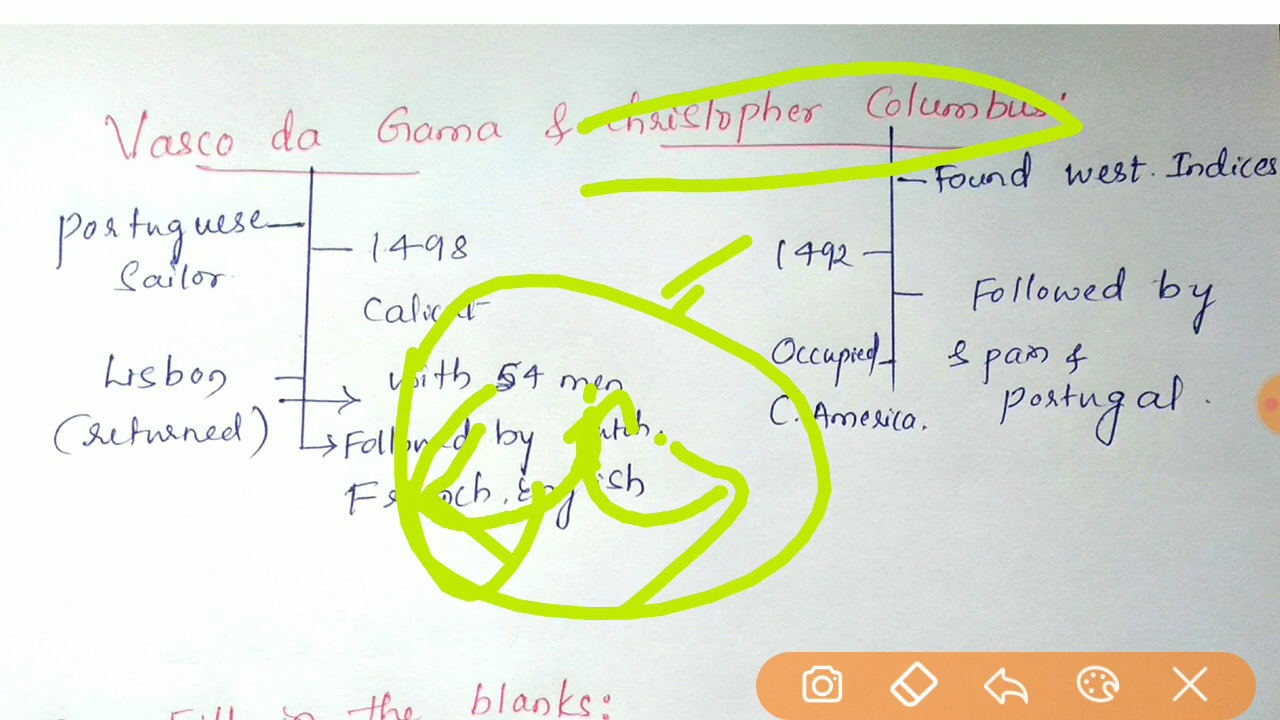 Vasco da Gama & Christopher Columbus
Portuguese
Sailor
1498
Calicut
Lisbon
(returned)
with 54 men
Followed by Dutch.
French. English
Found west. Indices
1492
Followed by
Spain &
Portugal.
Occupied
C. America.
Fill in the blanks: